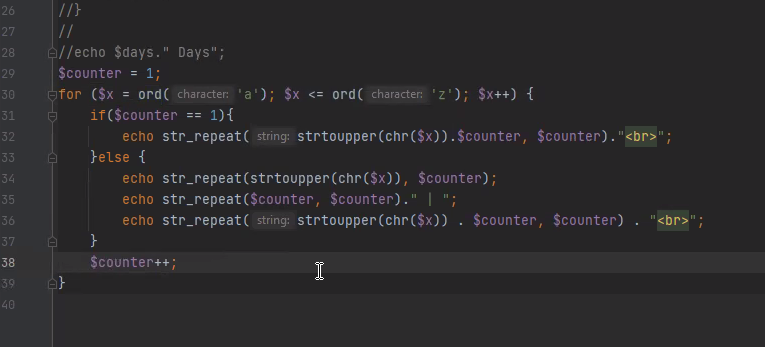 26 //}
27 //
28 //echo $days." Days";
29 $counter = 1;
30 for ($x = ord( character: 'a'); $x <= ord( character: 'z'); $x++) {
31     if($counter == 1){
32         echo str_repeat( string: strtoupper(chr($x)).$counter, $counter)."<br>";
33     }else {
34         echo str_repeat(strtoupper(chr($x)), $counter);
35         echo str_repeat($counter, $counter)." | ";
36         echo str_repeat( string: strtoupper(chr($x)) . $counter, $counter) . "<br>";
37     }
38     $counter++;
39 }
40